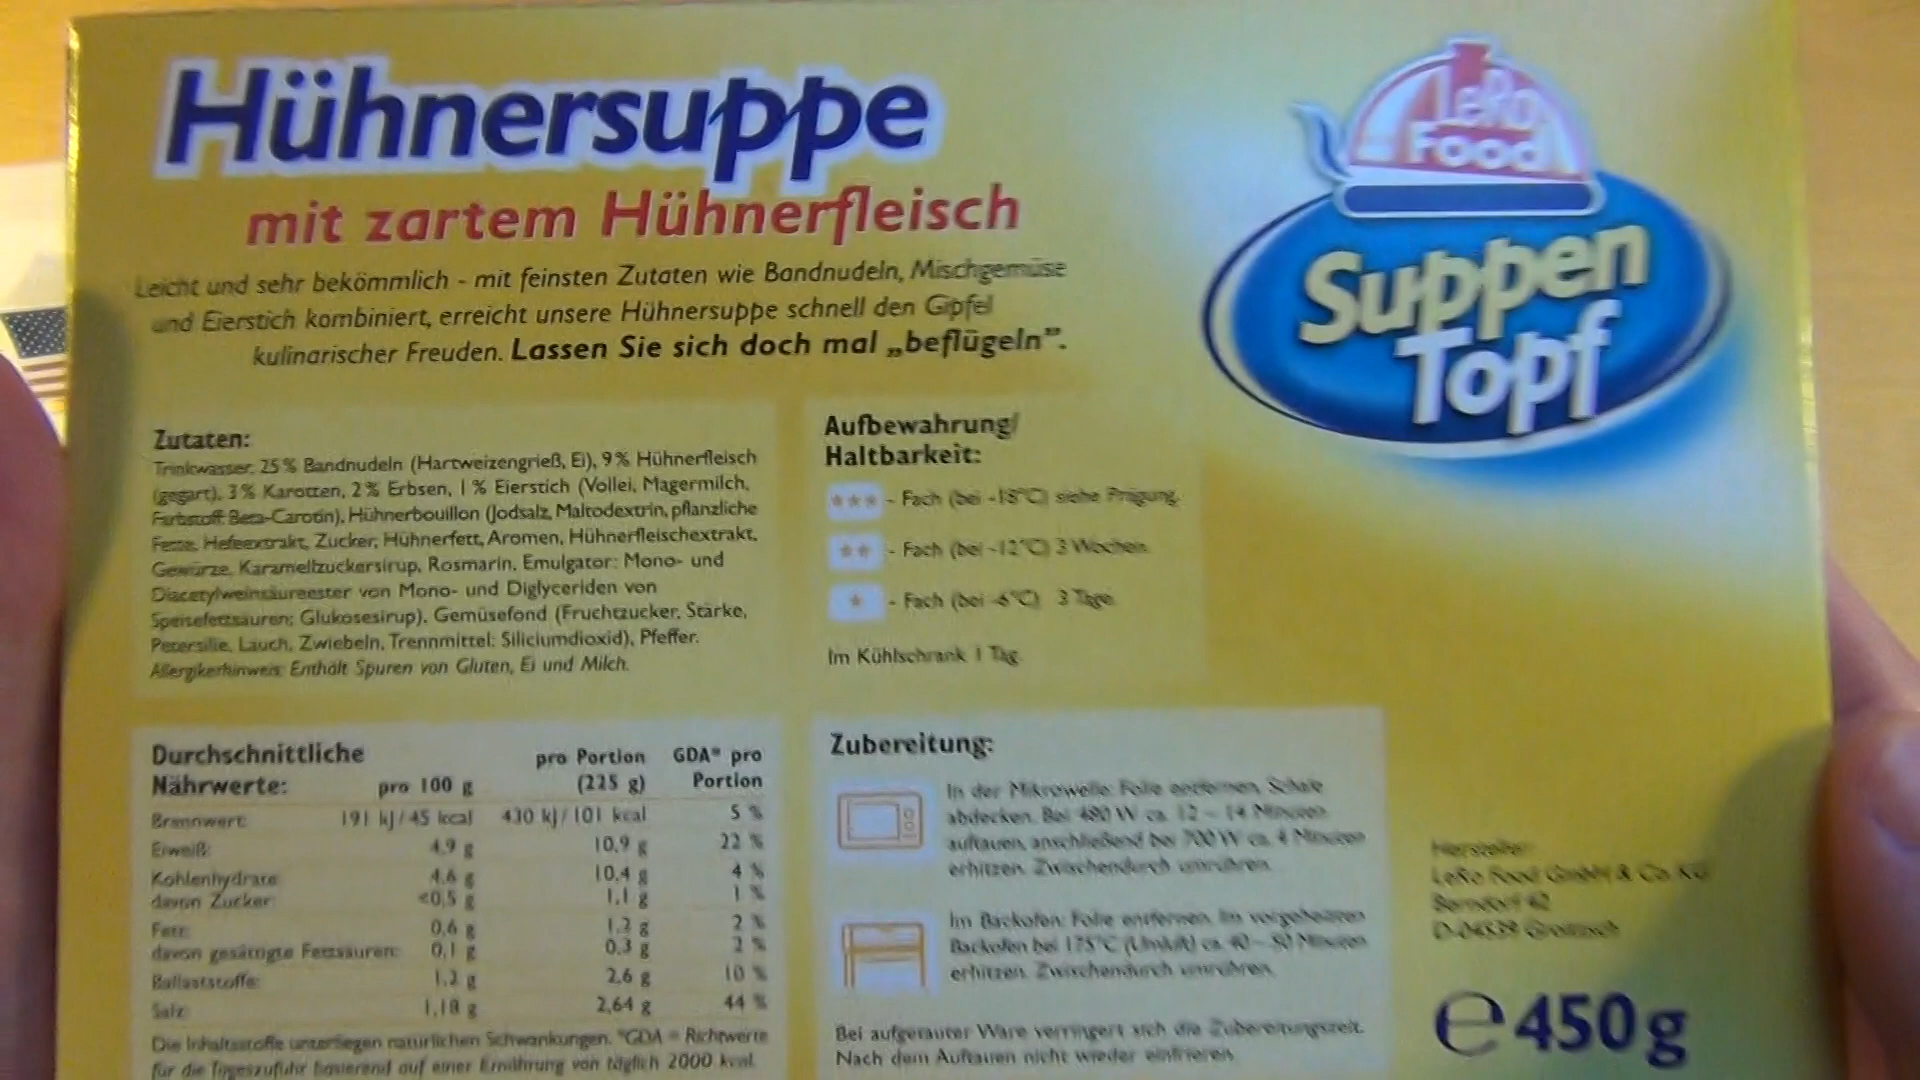 Hühnersuppe
mit zartem Hühnerfleisch
Leicht und sehr bekömmlich - mit feinsten Zutaten wie Bandnudeln, Mischgemüse
und Eierstich kombiniert, erreicht unsere Hühnersuppe schnell den Gipfel
kulinarischer Freuden. Lassen Sie sich doch mal „beflügeln”.
LeRo
Food
Suppen
Topf
Zutaten:
Trinkwasser, 25 % Bandnudeln (Hartweizengrieß, Ei), 9 % Hühnerfleisch
(gegart), 3 % Karotten, 2 % Erbsen, 1 % Eierstich (Vollei, Magermilch,
Farbstoff: Beta-Carotin), Hühnerbouillon (Jodsalz, Maltodextrin, pflanzliche
Fette, Hefeextrakt, Zucker, Hühnerfett, Aromen, Hühnerfleischextrakt,
Gewürze, Karamellzuckersirup, Rosmarin, Emulgator: Mono- und
Diacetylweinsäureester von Mono- und Diglyceriden von
Speisefettsäuren; Glukosesirup), Gemüsefond (Fruchtzucker, Stärke,
Petersilie, Lauch, Zwiebeln, Trennmittel: Siliciumdioxid), Pfeffer.
Allergikerhinweis: Enthält Spuren von Gluten, Ei und Milch.
Aufbewahrung/
Haltbarkeit:
*** - Fach (bei -18°C) siehe Prägung
** - Fach (bei -12°C) 3 Wochen
* - Fach (bei -6°C) 3 Tage
Im Kühlschrank 1 Tag
Durchschnittliche
Nährwerte: pro 100 g pro Portion (225 g) GDA* pro Portion
Brennwert: 191 kJ/ 45 kcal 430 kJ/ 101 kcal 5 %
Eiweiß: 4,9 g 10,9 g 22 %
Kohlenhydrate 4,6 g 10,4 g 4 %
davon Zucker: <0,5 g 1,1 g 1 %
Fett: 0,6 g 1,2 g 2 %
davon gesättigte Fettsäuren: 0,1 g 0,3 g 2 %
Ballaststoffe: 1,2 g 2,6 g 10 %
Salz 1,18 g 2,64 g 44 %
Die Inhaltsstoffe unterliegen natürlichen Schwankungen. *GDA = Richtwerte
für die Tageszufuhr basierend auf einer Ernährung von täglich 2000 kcal.
Zubereitung:
In der Mikrowelle: Folie entfernen, Schale
abdecken. Bei 480 W ca. 12 - 14 Minuten
auftauen, anschließend bei 700 W ca. 4 Minuten
erhitzen. Zwischendurch umrühren.
Im Backofen: Folie entfernen. Im vorgeheizten
Backofen bei 175°C (Umluft) ca. 40 - 50 Minuten
erhitzen. Zwischendurch umrühren.
Bei aufgetauter Ware verringert sich die Zubereitungszeit.
Nach dem Auftauen nicht wieder einfrieren.
Hersteller:
LeRo Food GmbH & Co. KG
D-04539 Groitzsch
e 450 g